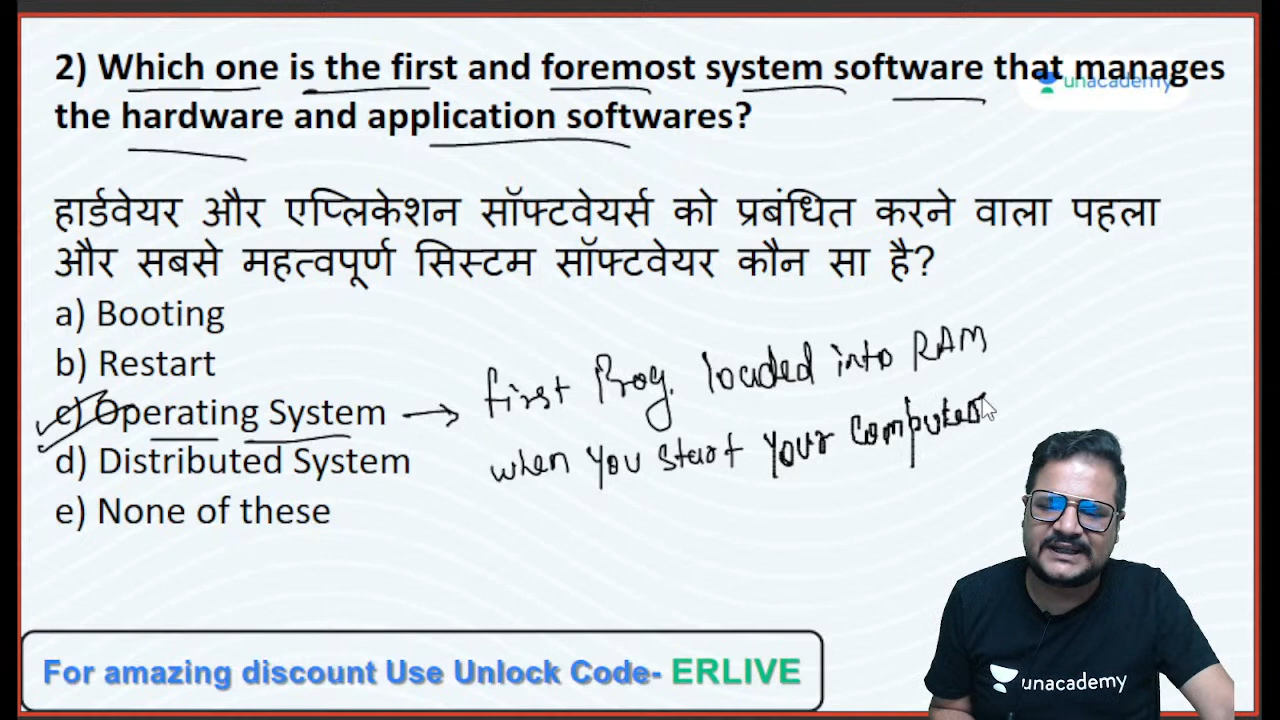 2) Which one is the first and foremost system software that manages
unacademy
the hardware and application softwares?
हार्डवेयर और एप्लिकेशन सॉफ्टवेयर्स को प्रबंधित करने वाला पहला
और सबसे महत्वपूर्ण सिस्टम सॉफ्टवेयर कौन सा है?
a) Booting
b) Restart
c) Operating System
d) Distributed System
e) None of these
first Prog. loaded into RAM
when you start your computer
For amazing discount Use Unlock Code- ERLIVE
unacademy